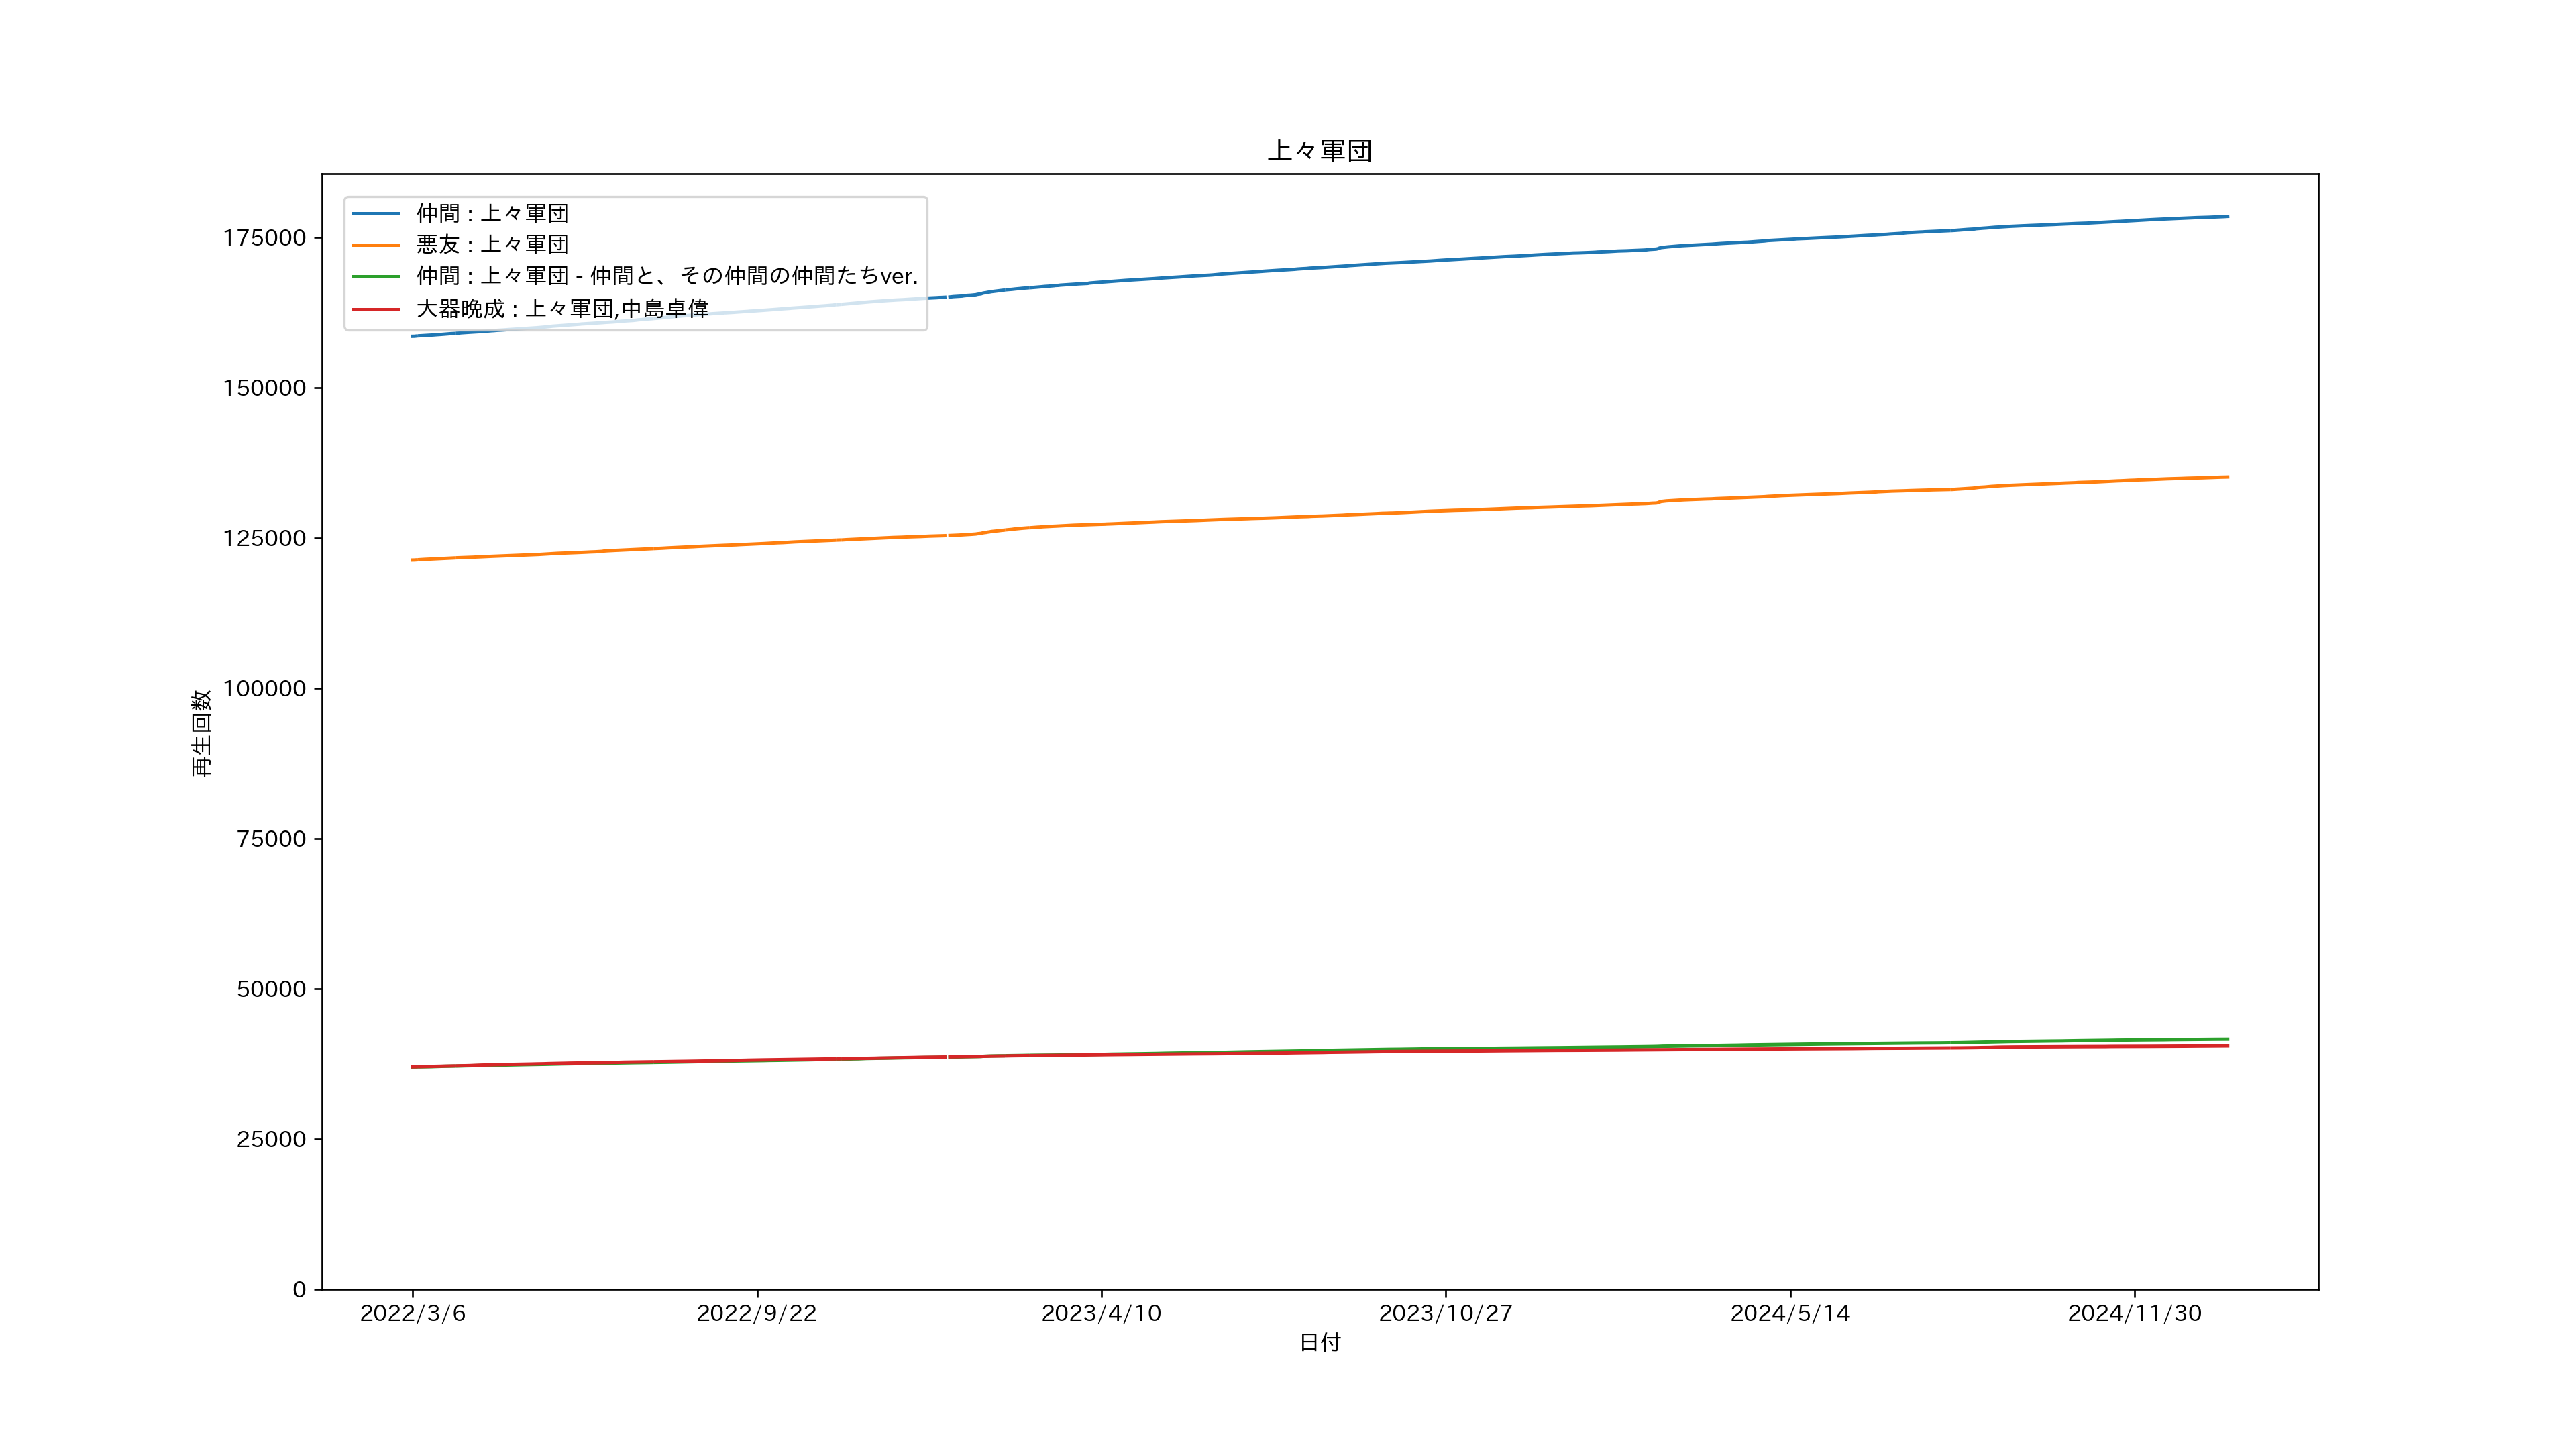 上々軍団
仲間 : 上々軍団
悪友 : 上々軍団
仲間 : 上々軍団 - 仲間と、その仲間の仲間たちver.
大器晩成 : 上々軍団,中島卓偉
175000
150000
125000
100000
75000
50000
25000
0
再生回数
2022/3/6 2022/9/22 2023/4/10 2023/10/27 2024/5/14 2024/11/30
日付